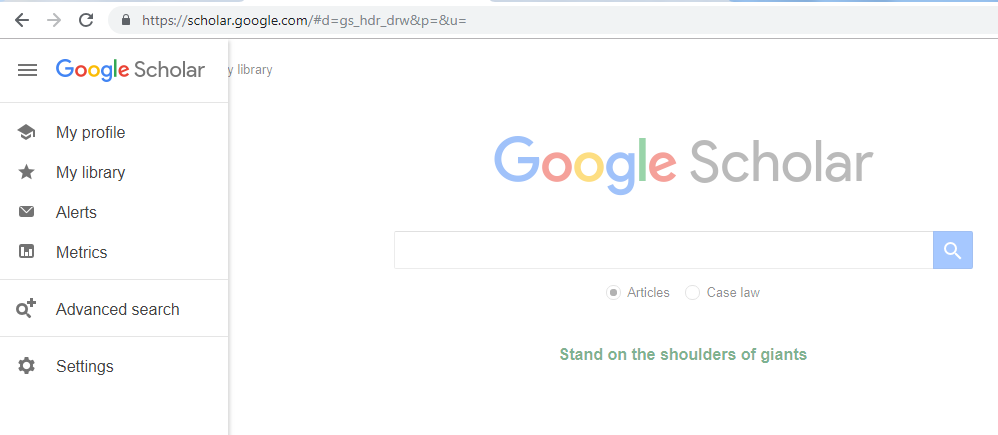 https://scholar.google.com/#d=gs_hdr_drw&p=&u=
Google Scholar
y library
My profile
My library
Alerts
Metrics
Advanced search
Settings
Google Scholar
Articles
Case law
Stand on the shoulders of giants